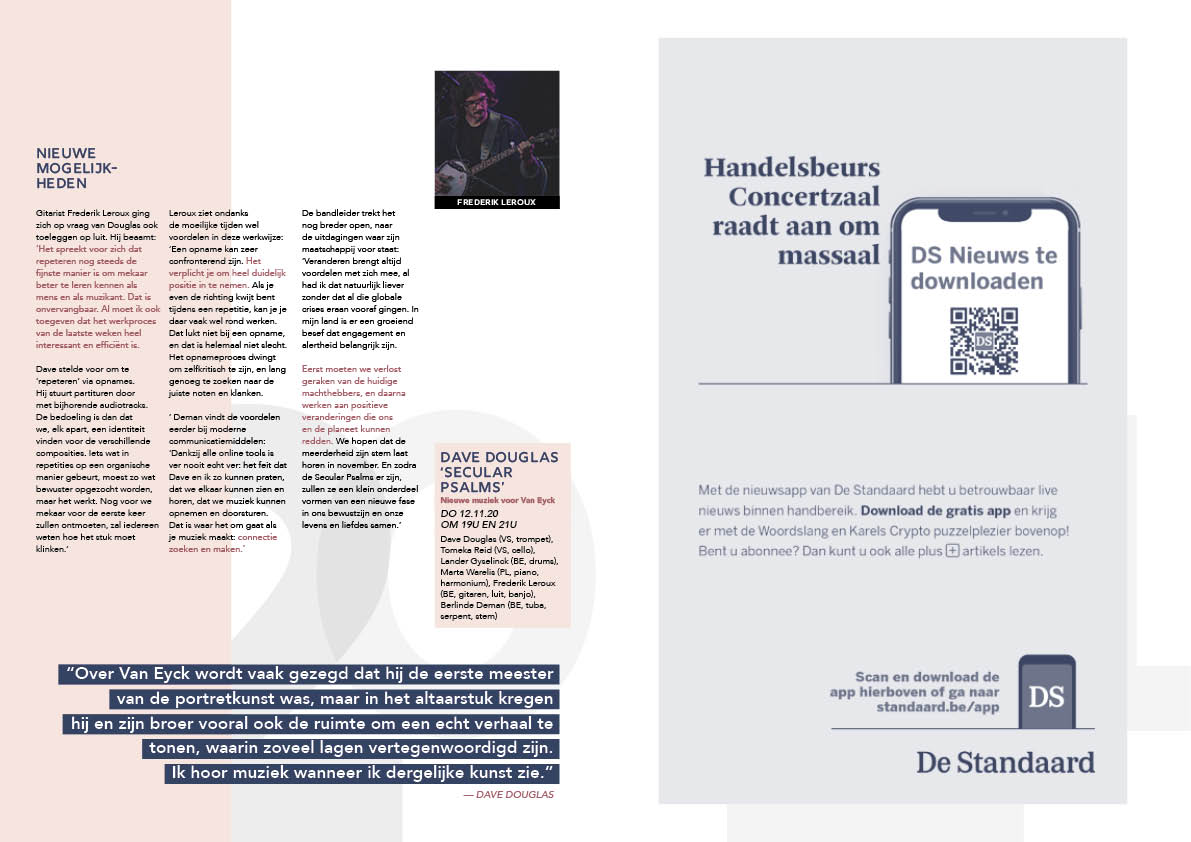 NIEUWE
MOGELIJK-
HEDEN
Gitarist Frederik Leroux ging
zich op vraag van Douglas ook
toeleggen op luit. Hij beaamt:
‘Het spreekt voor zich dat
repeteren nog steeds de
fijnste manier is om mekaar
beter te leren kennen als
mens en als muzikant. Dat is
onvervangbaar. Al moet ik ook
toegeven dat het werkproces
van de laatste weken heel
interessant en efficiënt is.
Dave stelde voor om te
‘repeteren’ via opnames.
Hij stuurt partituren door
met bijhorende audiotracks.
De bedoeling is dan dat
we, elk apart, een identiteit
vinden voor de verschillende
composities. Iets wat in
repetities op een organische
manier gebeurt, moest zo wat
bewuster opgezocht worden,
maar het werkt. Nog voor we
mekaar voor de eerste keer
zullen ontmoeten, zal iedereen
weten hoe het stuk moet
klinken.’
Leroux ziet ondanks
de moeilijke tijden wel
voordelen in deze werkwijze:
‘Een opname kan zeer
confronterend zijn. Het
verplicht je om heel duidelijk
positie in te nemen. Als je
even de richting kwijt bent
tijdens een repetitie, kan je je
daar vaak wel rond werken.
Dat lukt niet bij een opname,
en dat is helemaal niet slecht.
Het opnameproces dwingt
om zelfkritisch te zijn, en lang
genoeg te zoeken naar de
juiste noten en klanken.
‘ Deman vindt de voordelen
eerder bij moderne
communicatiemiddelen:
‘Dankzij alle online tools is
ver nooit echt ver: het feit dat
Dave en ik zo kunnen praten,
dat we elkaar kunnen zien en
horen, dat we muziek kunnen
opnemen en doorsturen.
Dat is waar het om gaat als
je muziek maakt: connectie
zoeken en maken.’
De bandleider trekt het
nog breder open, naar
de uitdagingen waar zijn
maatschappij voor staat:
‘Veranderen brengt altijd
voordelen met zich mee, al
had ik dat natuurlijk liever
zonder dat al die globale
crises eraan vooraf gingen. In
mijn land is er een groeiend
besef dat engagement en
alertheid belangrijk zijn.
Eerst moeten we verlost
geraken van de huidige
machthebbers, en daarna
werken aan positieve
veranderingen die ons
en de planeet kunnen
redden. We hopen dat de
meerderheid zijn stem laat
horen in november. En zodra
de Secular Psalms er zijn,
zullen ze een klein onderdeel
vormen van een nieuwe fase
in ons bewustzijn en onze
levens en liefdes samen.’
FREDERIK LEROUX
DAVE DOUGLAS
‘SECULAR
PSALMS’
Nieuwe muziek voor Van Eyck
DO 12.11.20
OM 19U EN 21U
Dave Douglas (VS, trompet),
Tomeka Reid (VS, cello),
Lander Gyselinck (BE, drums),
Marta Warelis (PL, piano,
harmonium), Frederik Leroux
(BE, gitaren, luit, banjo),
Berlinde Deman (BE, tuba,
serpent, stem)
“Over Van Eyck wordt vaak gezegd dat hij de eerste meester
van de portretkunst was, maar in het altaarstuk kregen
hij en zijn broer vooral ook de ruimte om een echt verhaal te
tonen, waarin zoveel lagen vertegenwoordigd zijn.
Ik hoor muziek wanneer ik dergelijke kunst zie.”
— DAVE DOUGLAS
20
Handelsbeurs
Concertzaal
raadt aan om
massaal
DS Nieuws te
downloaden
DS
Met de nieuwsapp van De Standaard hebt u betrouwbaar live
nieuws binnen handbereik. Download de gratis app en krijg
er met de Woordslang en Karels Crypto puzzelplezier bovenop!
Bent u abonnee? Dan kunt u ook alle plus + artikels lezen.
Scan en download de
app hierboven of ga naar
standaard.be/app
DS
De Standaard